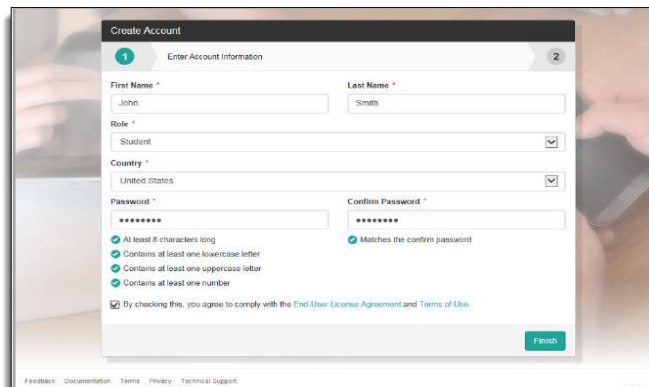 Create Account
1 Enter Account Information 2
First Name * Last Name *
John Smith
Role *
Student
Country *
United States
Password * Confirm Password *
•••••••• ••••••••
At least 8 characters long Matches the confirm password
Contains at least one lowercase letter
Contains at least one uppercase letter
Contains at least one number
By checking this, you agree to comply with the End-User License Agreement and Terms of Use.
Finish
Feedback Documentation Terms Privacy Technical Support